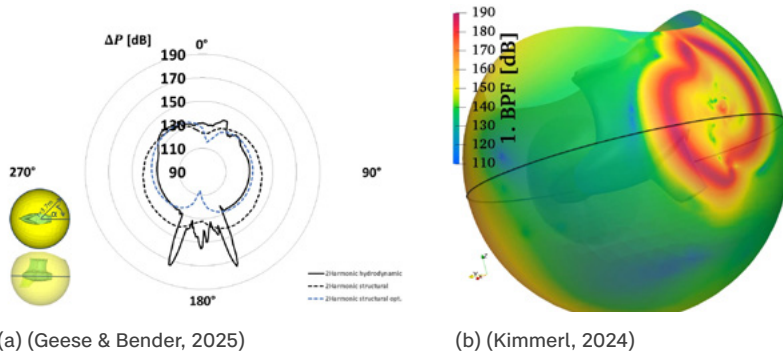 ΔP [dB]
0°
190
170
150
130
110
90
270°
90°
180°
2Harmonic hydrodynamic
2Harmonic structural
2Harmonic structural opt.
190
180
170
160
150
140
130
120
110
1. BPF [dB]
(a) (Geese & Bender, 2025)
(b) (Kimmerl, 2024)